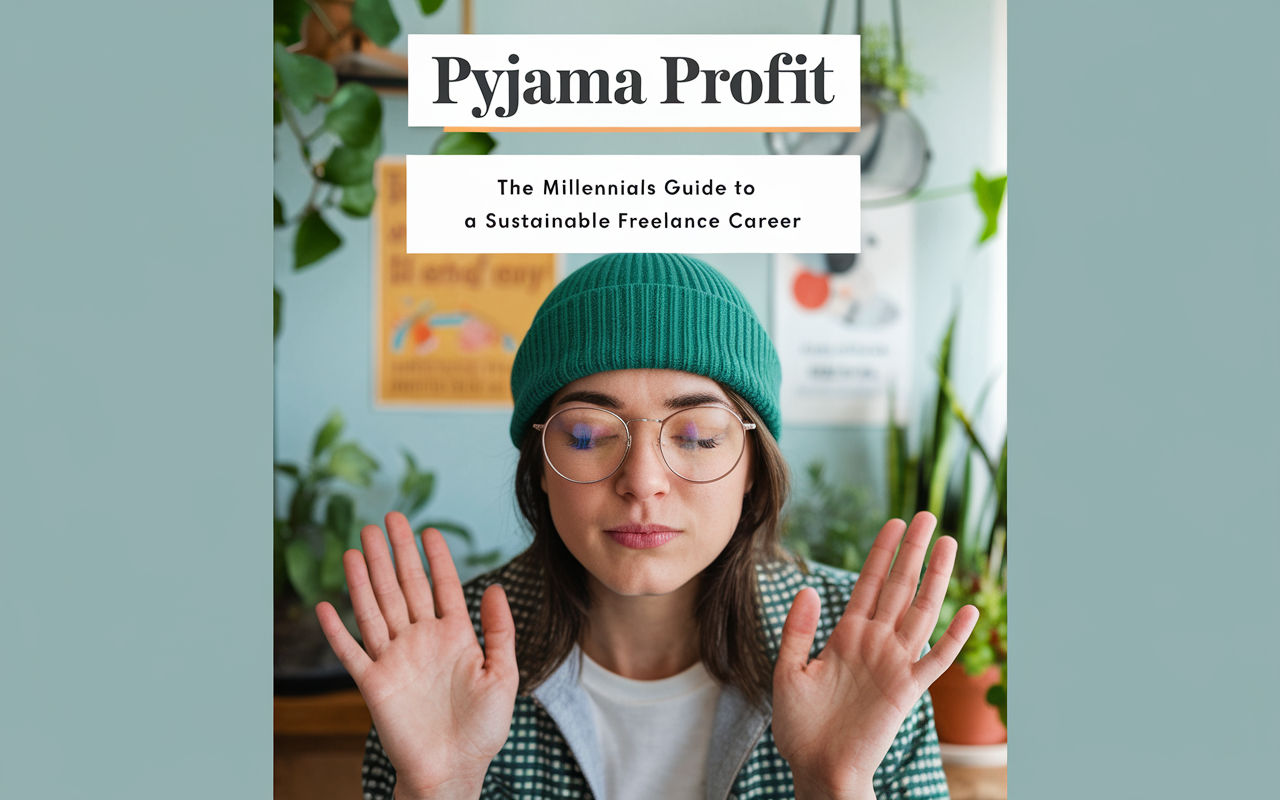 Pyjama Profit
The Millennials Guide to
a Sustainable Freelance Career